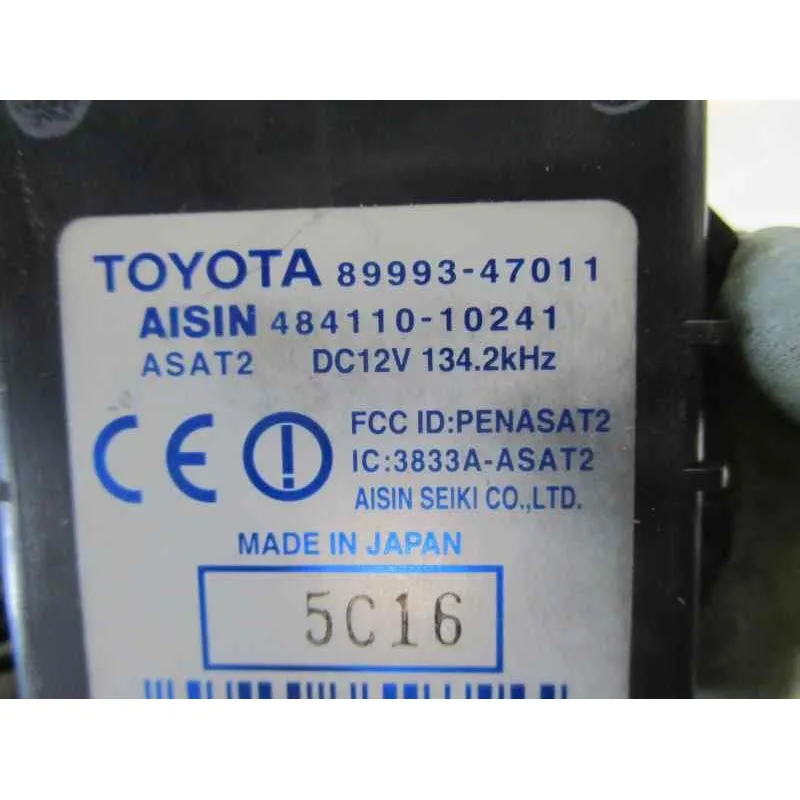 TOYOTA 89993-47011
AISIN 484110-10241
ASAT2 DC12V 134.2kHz
CE
FCC ID:PENASAT2
IC:3833A-ASAT2
AISIN SEIKI CO.,LTD.
MADE IN JAPAN
5C16